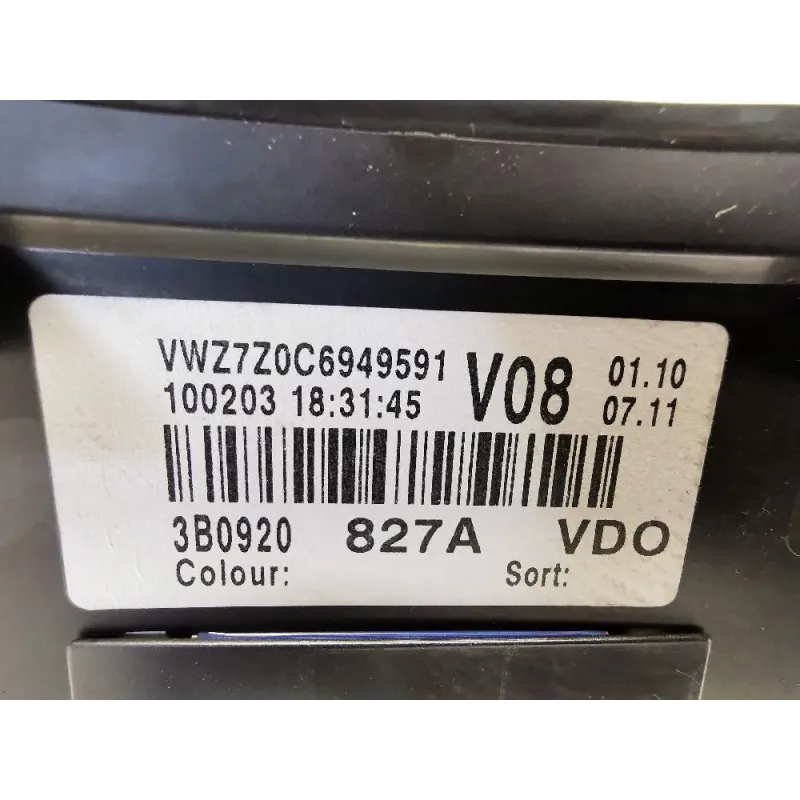 VWZ7Z0C6949591 V08 01.10
100203 18:31:45 07.11
3B0920 827A VDO
Colour: Sort: